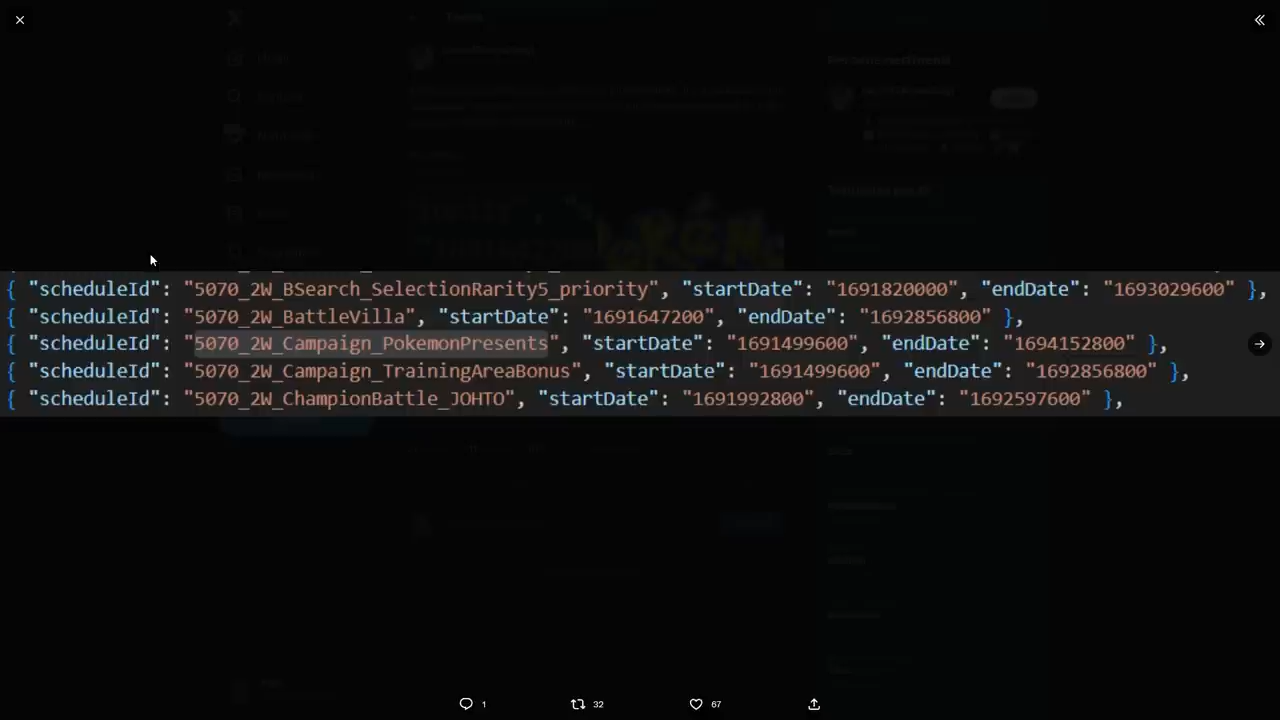 { "scheduleId": "5070_2W_BSearch_SelectionRarity5_priority", "startDate": "1691820000", "endDate": "1693029600" },
{ "scheduleId": "5070_2W_BattleVilla", "startDate": "1691647200", "endDate": "1692856800" },
{ "scheduleId": "5070_2W_Campaign_PokemonPresents", "startDate": "1691499600", "endDate": "1694152800" },
{ "scheduleId": "5070_2W_Campaign_TrainingAreaBonus", "startDate": "1691499600", "endDate": "1692856800" },
{ "scheduleId": "5070_2W_ChampionBattle_JOHTO", "startDate": "1691992800", "endDate": "1692597600" },
1 32 67